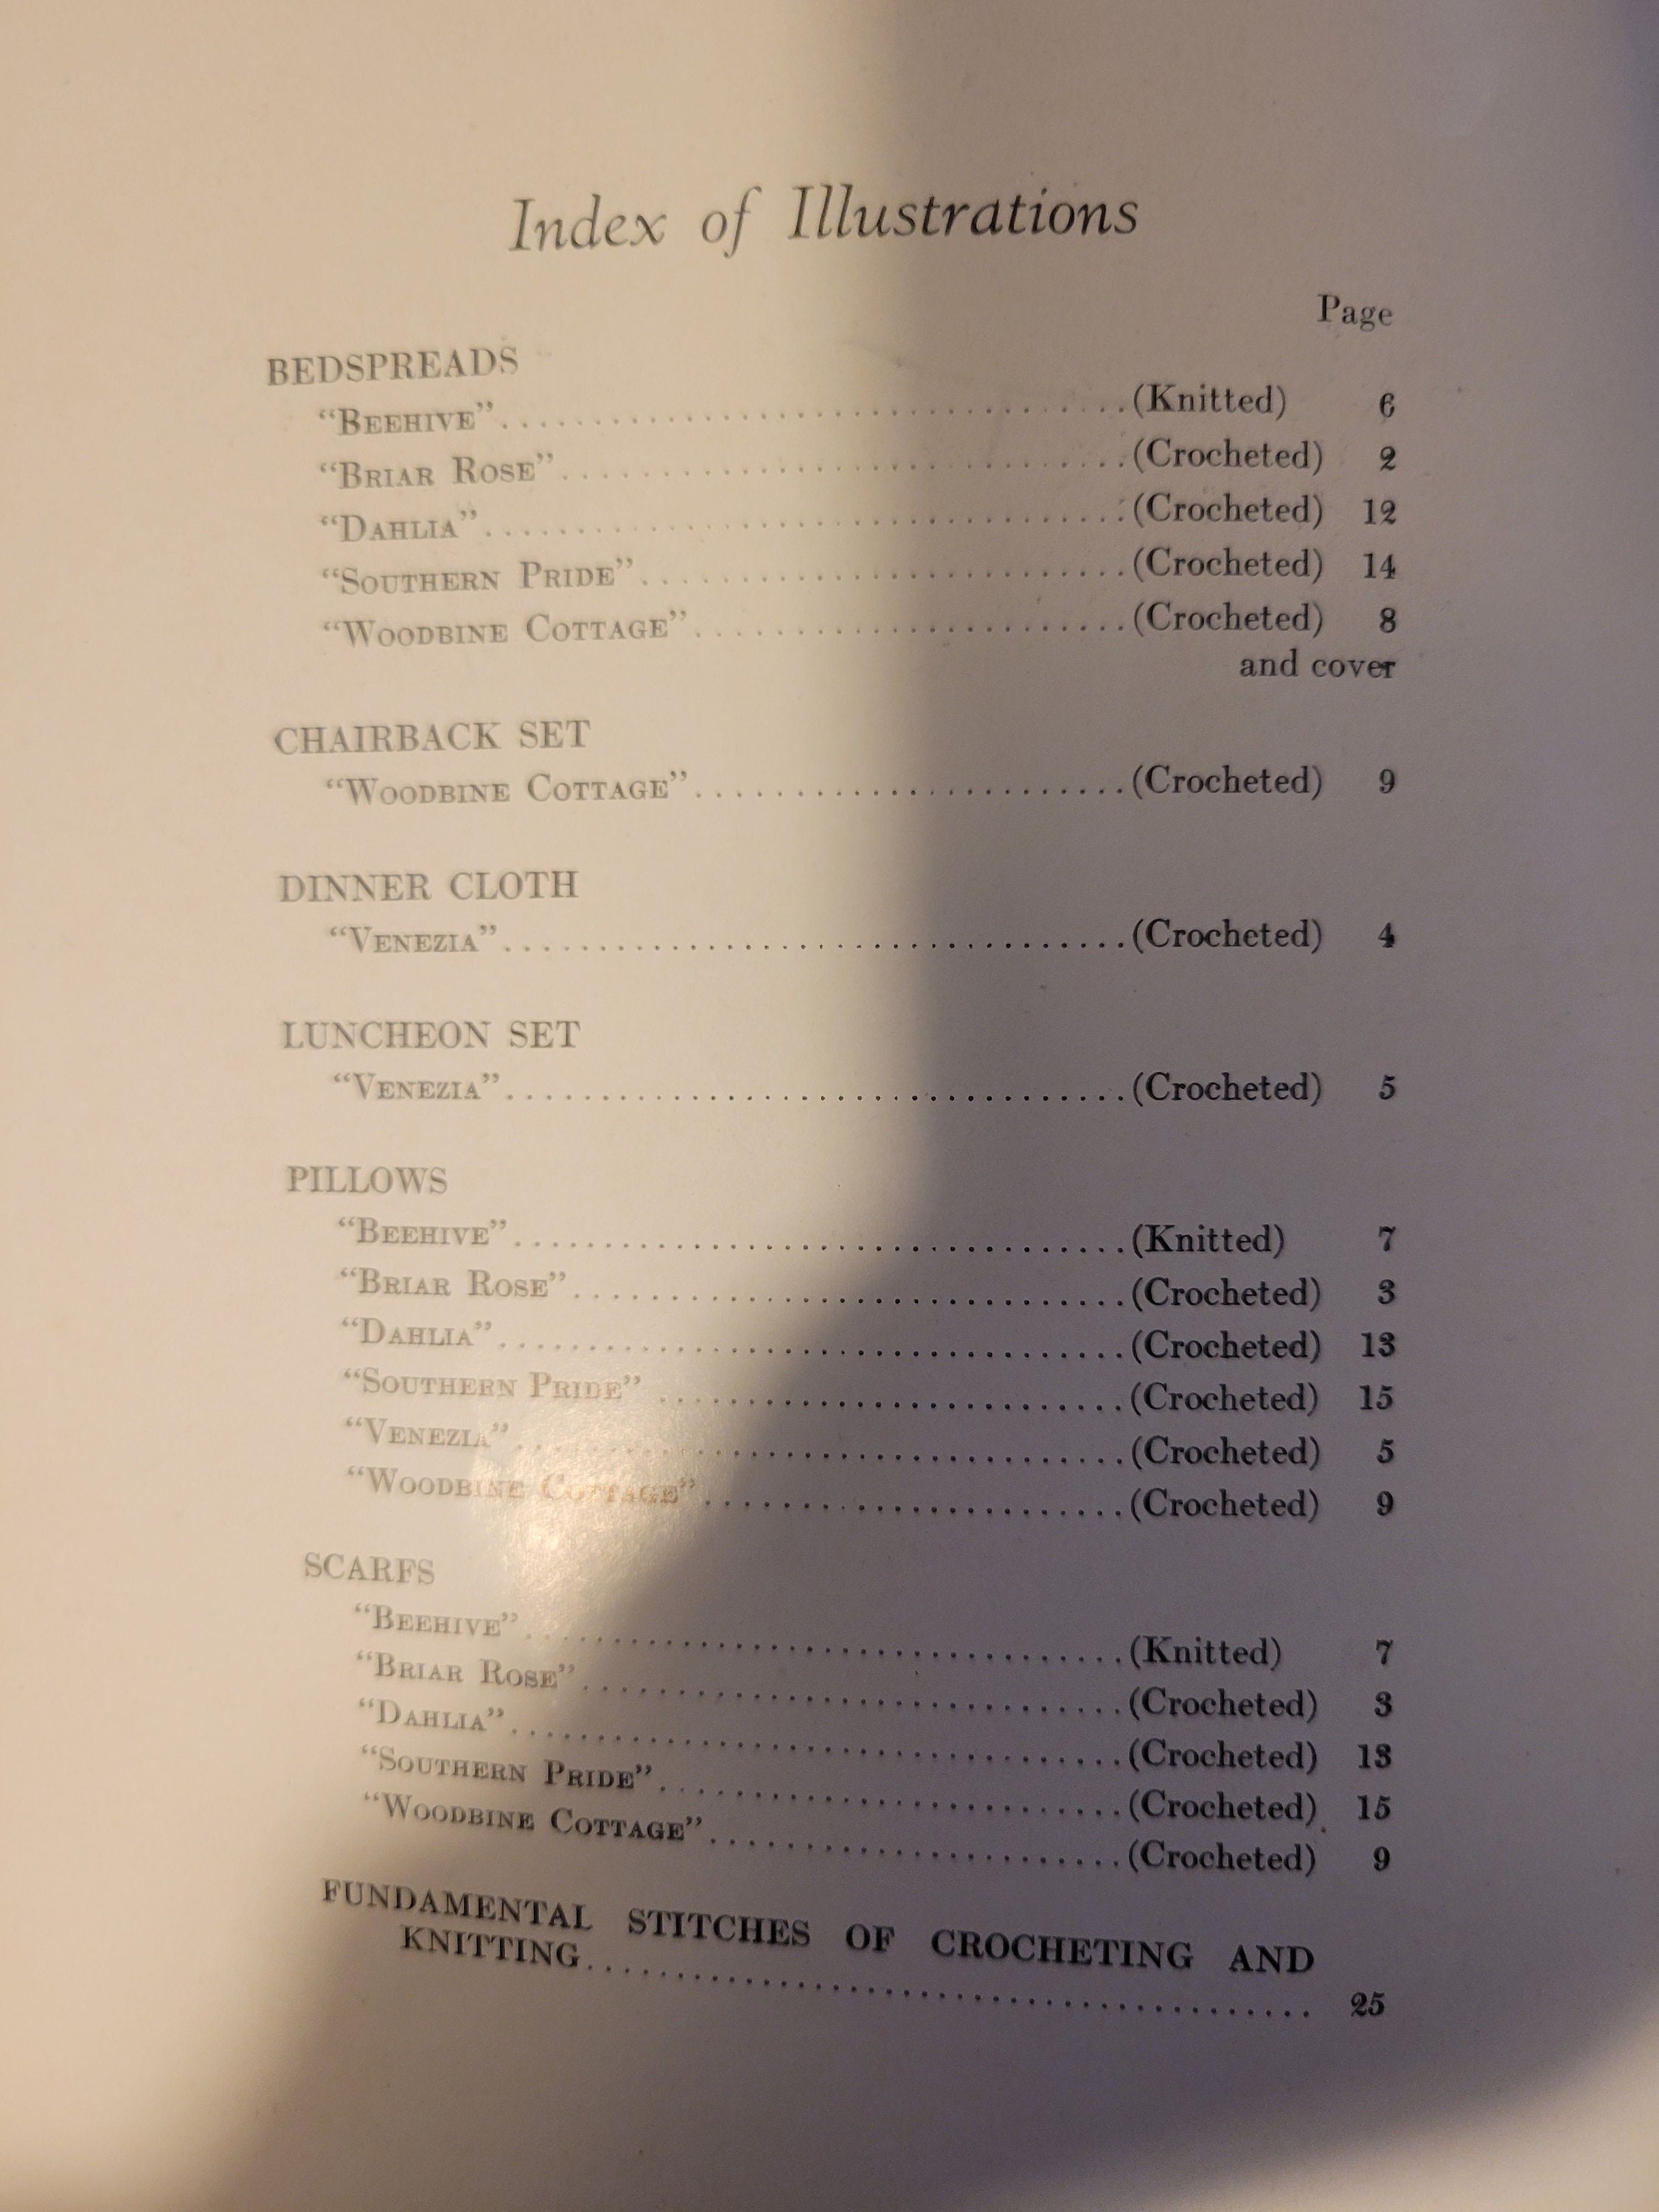 Index of Illustrations
Page
BEDSPREADS
“BEEHIVE”................................(Knitted) 6
“BRIAR ROSE”.............................(Crocheted) 2
“DAHLIA”.................................(Crocheted) 12
“SOUTHERN PRIDE”.........................(Crocheted) 14
“WOODBINE COTTAGE”.......................(Crocheted) 8
and cover
CHAIRBACK SET
“WOODBINE COTTAGE”.......................(Crocheted) 9
DINNER CLOTH
“VENEZIA”................................(Crocheted) 4
LUNCHEON SET
“VENEZIA”................................(Crocheted) 5
PILLOWS
“BEEHIVE”................................(Knitted) 7
“BRIAR ROSE”.............................(Crocheted) 3
“DAHLIA”.................................(Crocheted) 13
“SOUTHERN PRIDE”.........................(Crocheted) 15
“VENEZIA”................................(Crocheted) 5
“WOODBINE COTTAGE”.......................(Crocheted) 9
SCARFS
“BEEHIVE”................................(Knitted) 7
“BRIAR ROSE”.............................(Crocheted) 3
“DAHLIA”.................................(Crocheted) 13
“SOUTHERN PRIDE”.........................(Crocheted) 15
“WOODBINE COTTAGE”.......................(Crocheted) 9
FUNDAMENTAL STITCHES OF CROCHETING AND
KNITTING.................................... 25